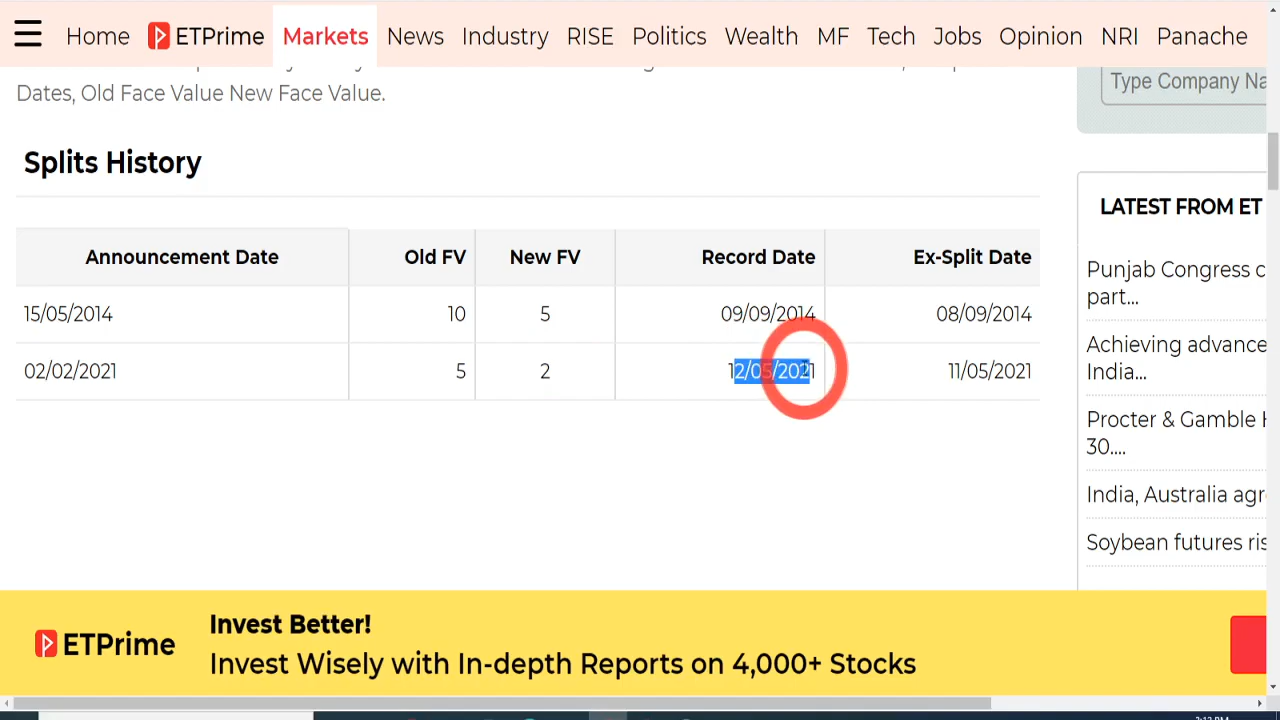 Home ETPrime Markets News Industry RISE Politics Wealth MF Tech Jobs Opinion NRI Panache
Dates, Old Face Value New Face Value.
Type Company Na
Splits History
Announcement Date Old FV New FV Record Date Ex-Split Date
15/05/2014 10 5 09/09/2014 08/09/2014
02/02/2021 5 2 12/05/2021 11/05/2021
LATEST FROM ET
Punjab Congress c
part...
Achieving advance
India...
Procter & Gamble H
30....
India, Australia agr
Soybean futures ris
ETPrime
Invest Better!
Invest Wisely with In-depth Reports on 4,000+ Stocks